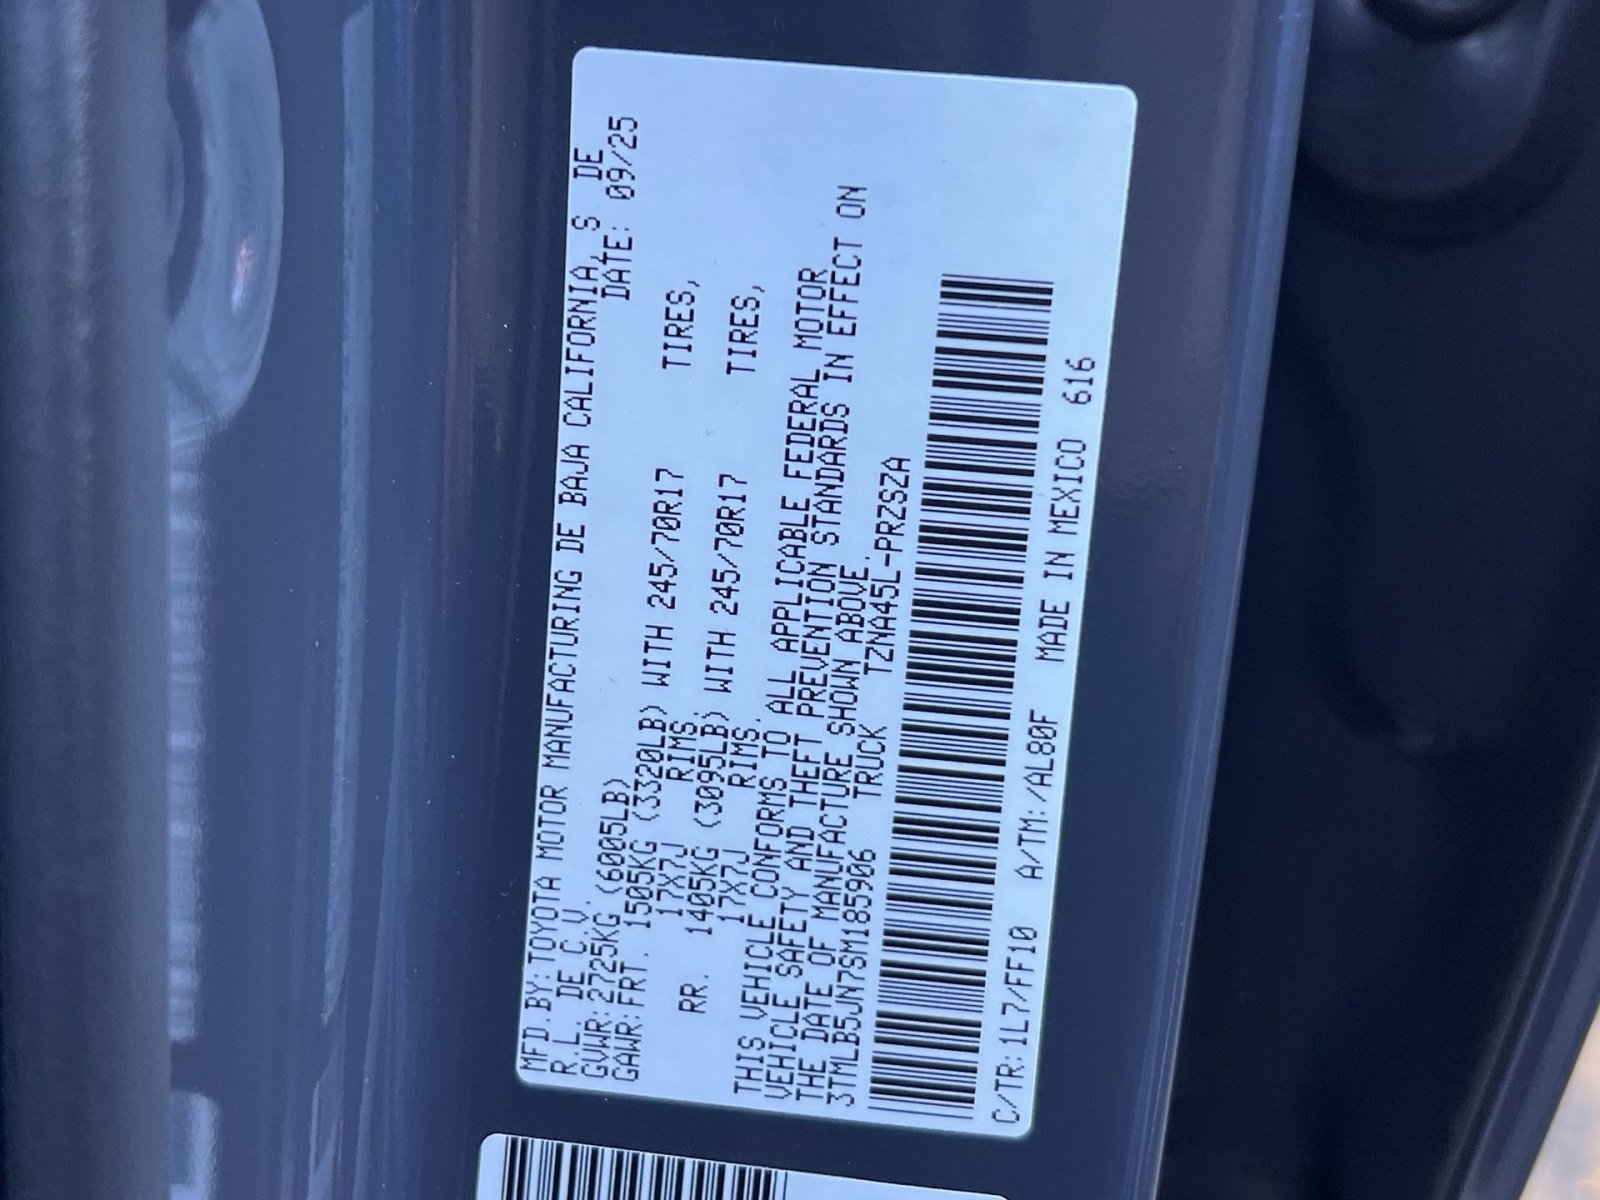 MFD.BY:TOYOTA MOTOR MANUFACTURING DE BAJA CALIFORNIA, S DE
R.L. DE C.V. DATE: 09/25
GVWR:2725KG (6005LB)
GAWR:FRT. 1505KG (3320LB) WITH 245/70R17 TIRES,
17X7J RIMS.
RR. 1405KG (3095LB) WITH 245/70R17 TIRES,
17X7J RIMS.
THIS VEHICLE CONFORMS TO ALL APPLICABLE FEDERAL MOTOR
VEHICLE SAFETY AND THEFT PREVENTION STANDARDS IN EFFECT ON
THE DATE OF MANUFACTURE SHOWN ABOVE.
3TMLB5JN7SM185906 TRUCK TZNA45L-PRZSZA
C/TR:1L7/FF10 A/TM:/AL80F MADE IN MEXICO 616